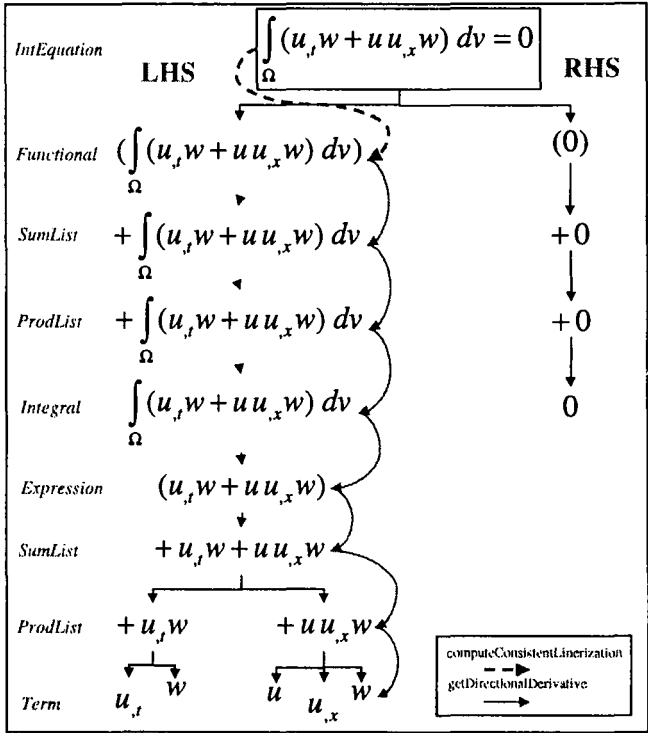 IntEquation
LHS
∫Ω (u,t w + u u,x w) dv = 0
RHS
Functional (∫Ω (u,t w + u u,x w) dv) (0)
SumList + ∫Ω (u,t w + u u,x w) dv + 0
ProdList + ∫Ω (u,t w + u u,x w) dv + 0
Integral ∫Ω (u,t w + u u,x w) dv 0
Expression (u,t w + u u,x w)
SumList + u,t w + u u,x w
ProdList + u,t w + u u,x w
Term u,t w u u,x w
computeConsistentLinerization
getDirectionalDerivative